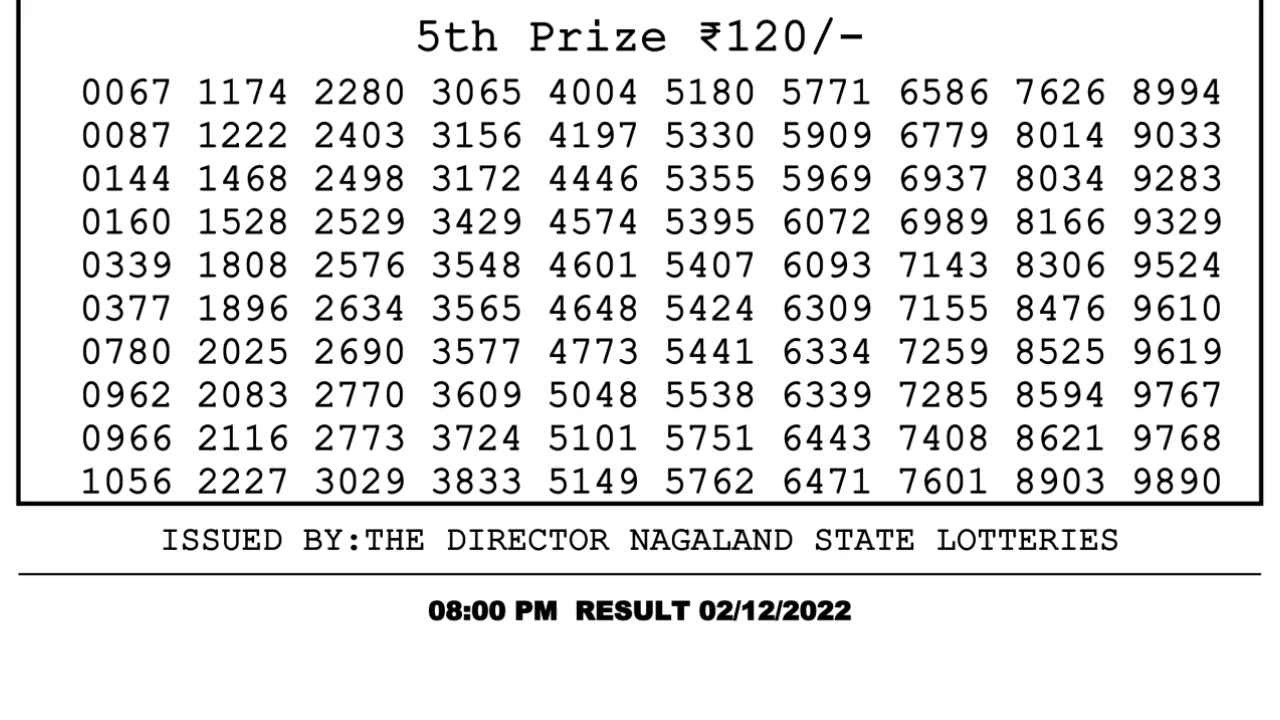 5th Prize ₹120/-
0067 1174 2280 3065 4004 5180 5771 6586 7626 8994
0087 1222 2403 3156 4197 5330 5909 6779 8014 9033
0144 1468 2498 3172 4446 5355 5969 6937 8034 9283
0160 1528 2529 3429 4574 5395 6072 6989 8166 9329
0339 1808 2576 3548 4601 5407 6093 7143 8306 9524
0377 1896 2634 3565 4648 5424 6309 7155 8476 9610
0780 2025 2690 3577 4773 5441 6334 7259 8525 9619
0962 2083 2770 3609 5048 5538 6339 7285 8594 9767
0966 2116 2773 3724 5101 5751 6443 7408 8621 9768
1056 2227 3029 3833 5149 5762 6471 7601 8903 9890
ISSUED BY:THE DIRECTOR NAGALAND STATE LOTTERIES
08:00 PM RESULT 02/12/2022